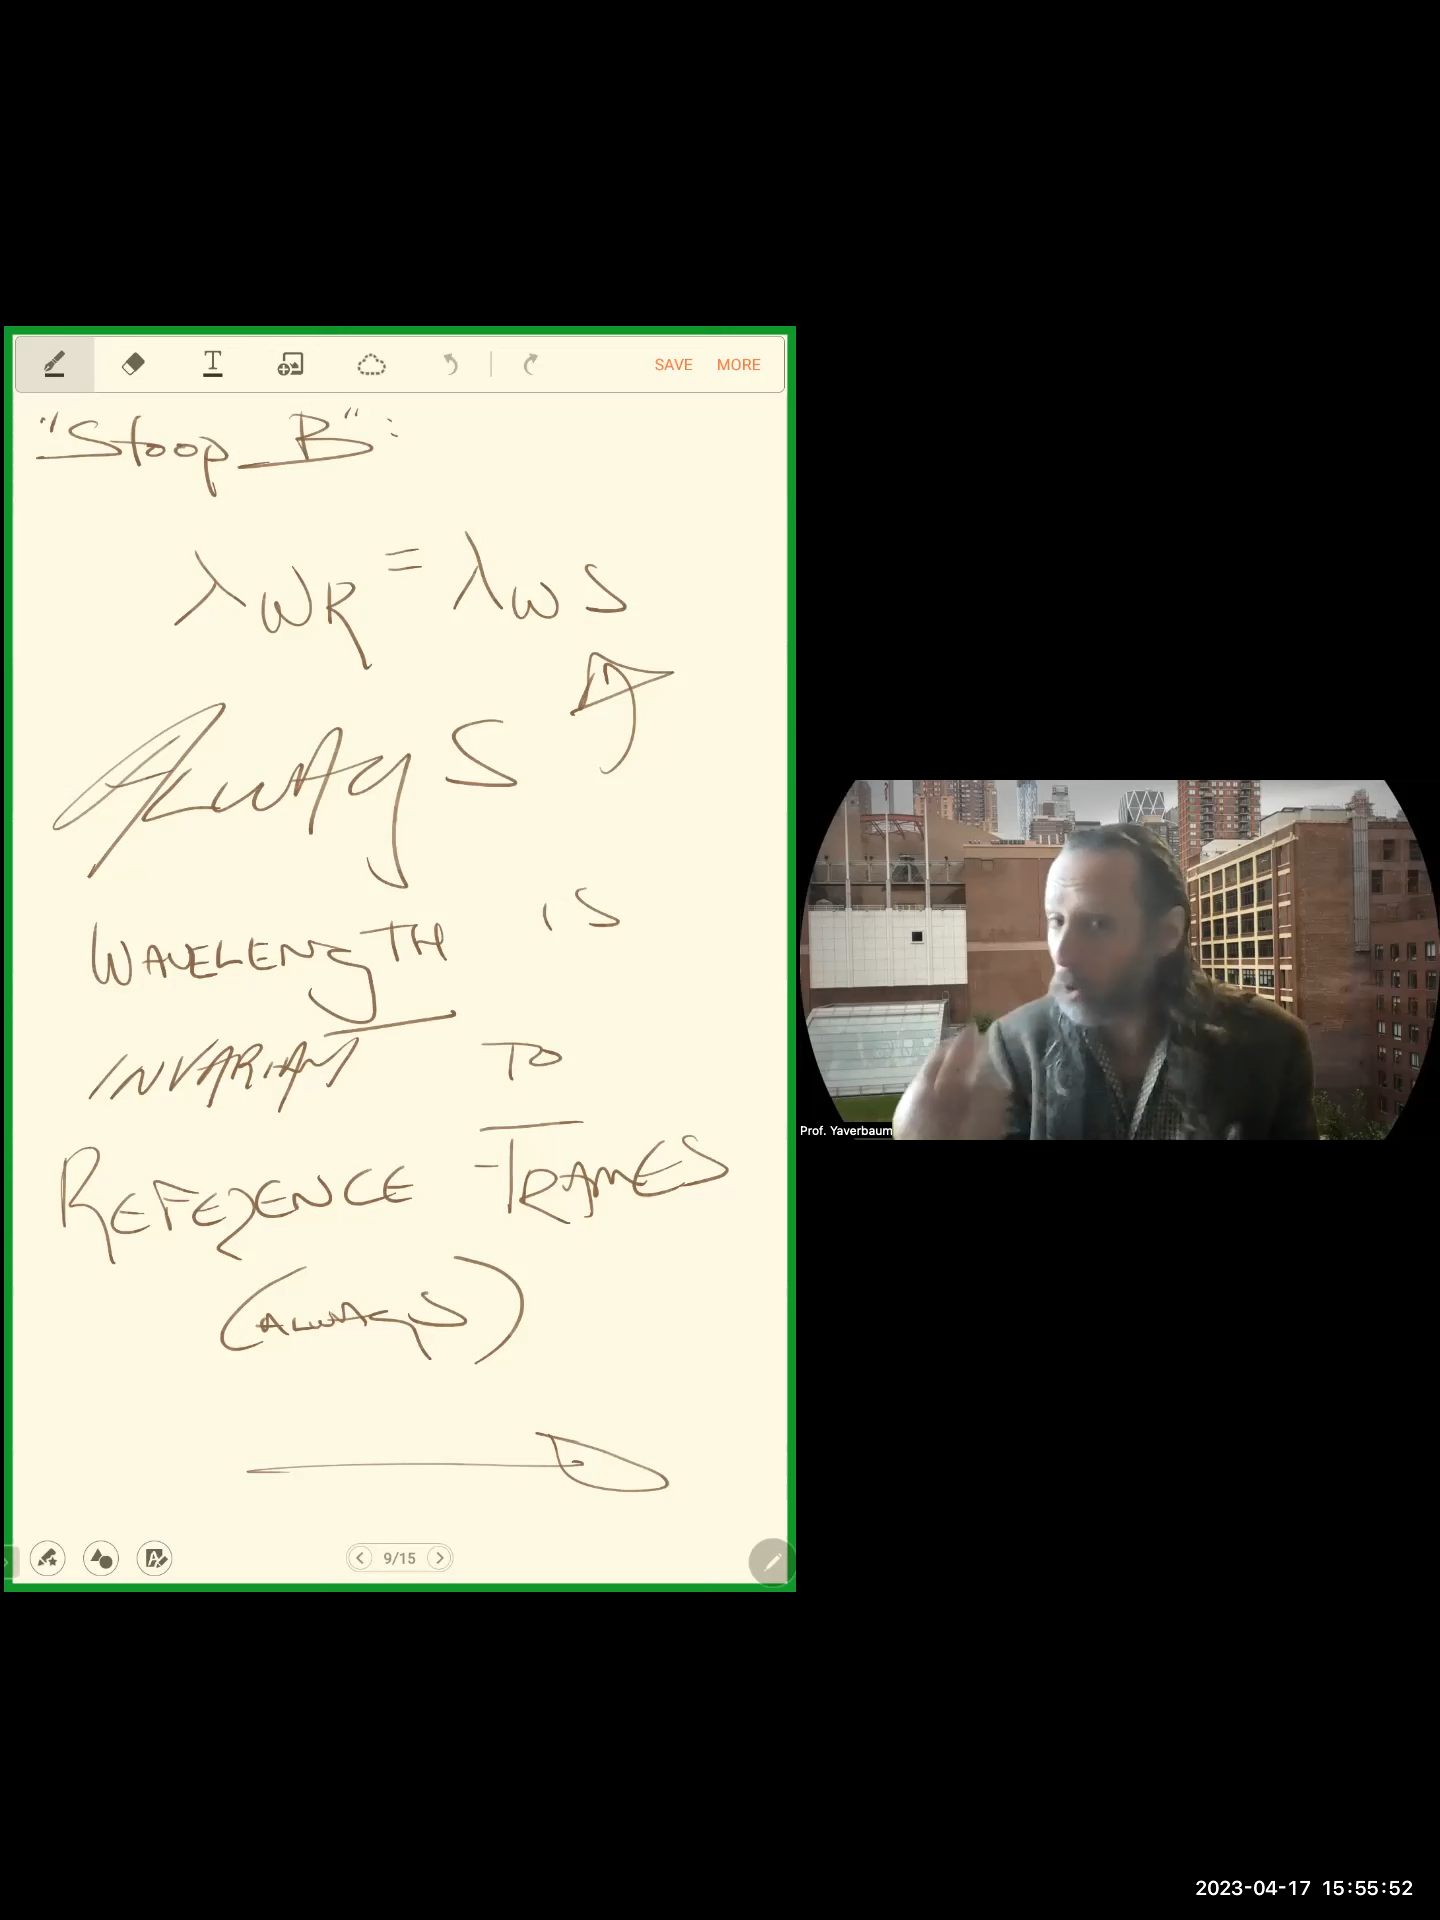 T
SAVE MORE
"Stoop B":
λWR = λWS
ALWAYS
WAVELENGTH IS
INVARIANT TO
REFERENCE FRAMES
(ALWAYS)
Prof. Yaverbaum
A
9/15
2023-04-17 15:55:52